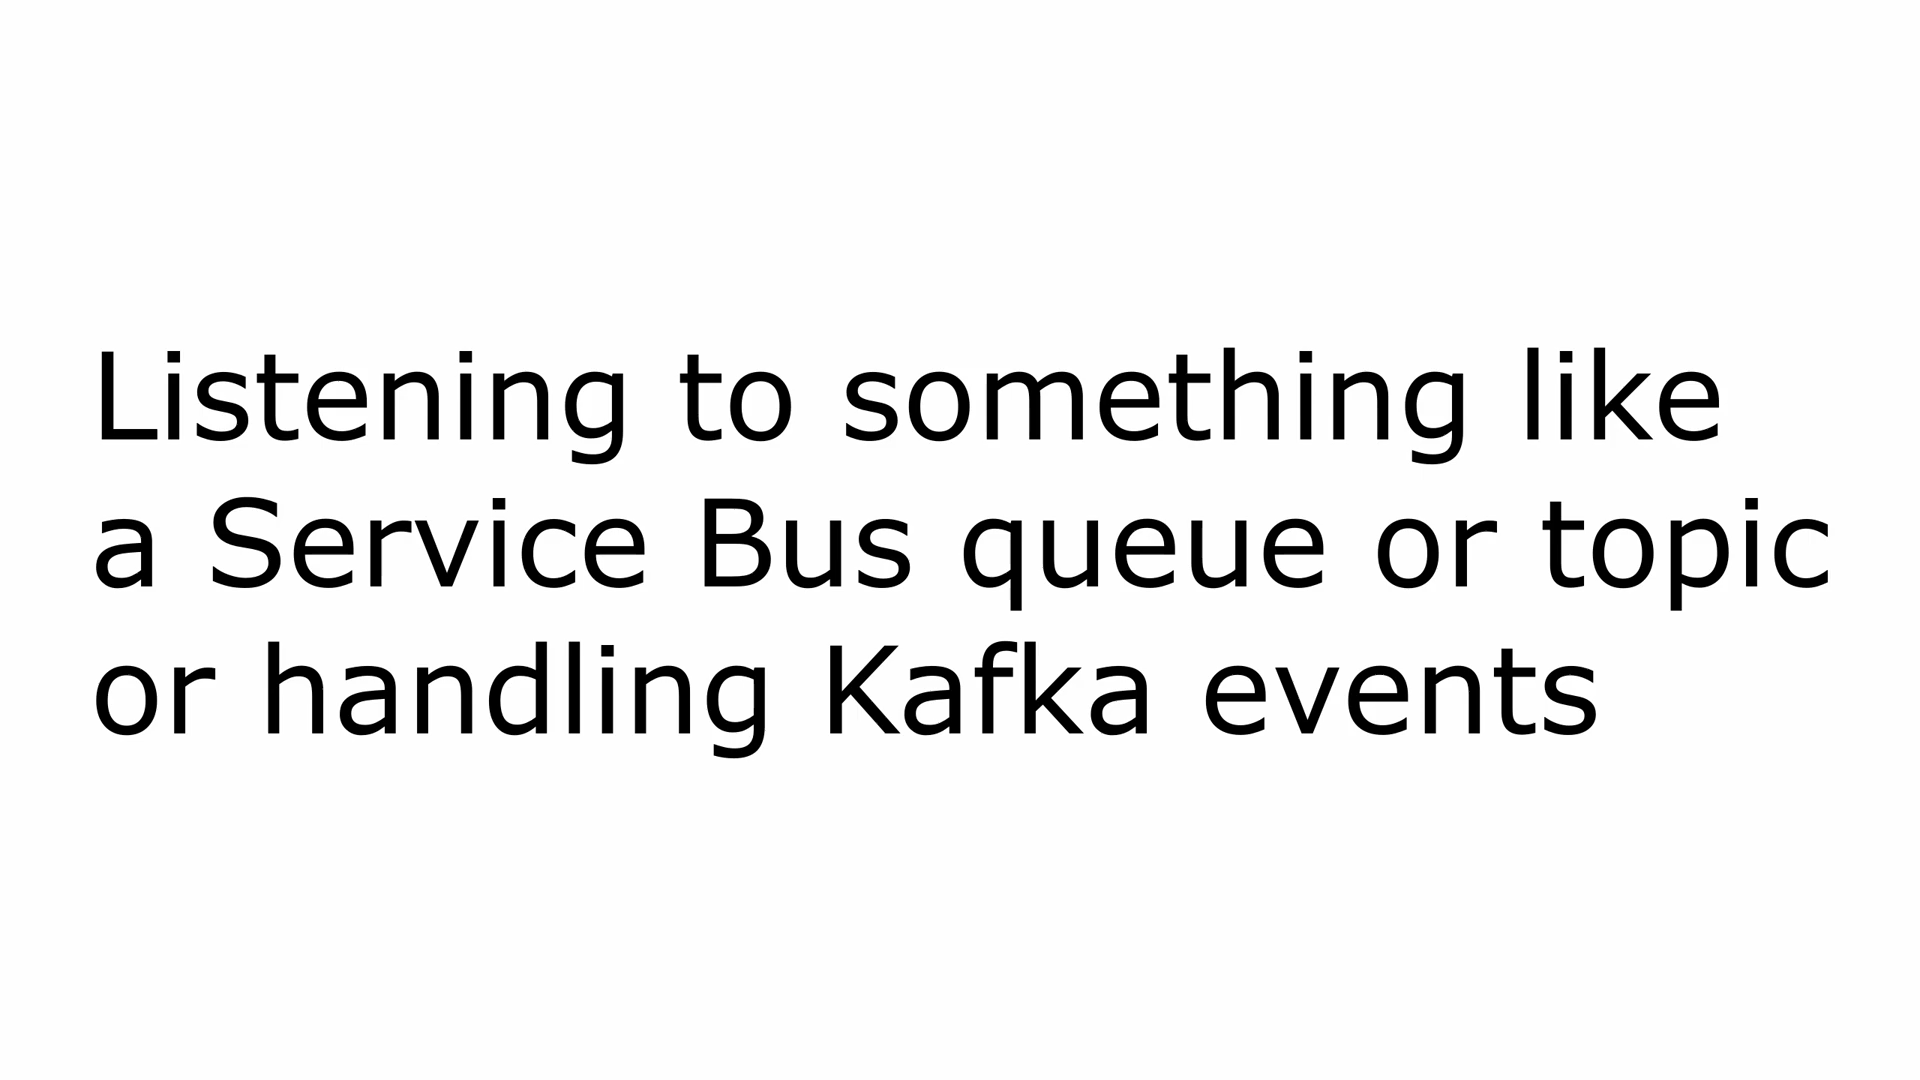 Listening to something like
a Service Bus queue or topic
or handling Kafka events